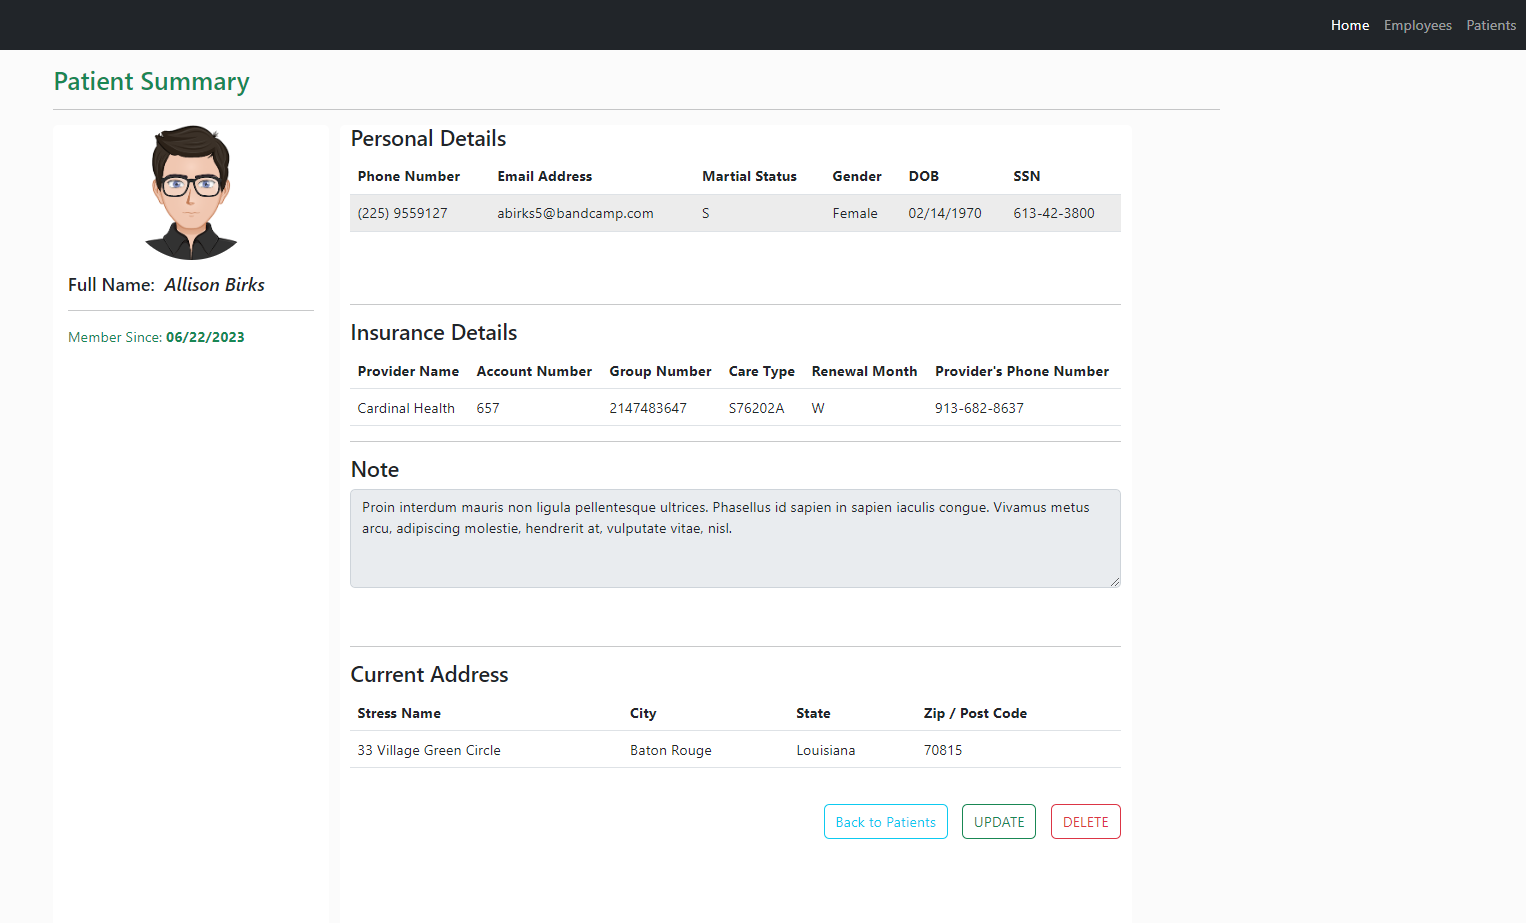 Home Employees Patients
Patient Summary
Full Name: Allison Birks
Member Since: 06/22/2023
Personal Details
Phone Number Email Address Martial Status Gender DOB SSN
(225) 9559127 abirks5@bandcamp.com S Female 02/14/1970 613-42-3800
Insurance Details
Provider Name Account Number Group Number Care Type Renewal Month Provider's Phone Number
Cardinal Health 657 2147483647 S76202A W 913-682-8637
Note
Proin interdum mauris non ligula pellentesque ultrices. Phasellus id sapien in sapien iaculis congue. Vivamus metus
arcu, adipiscing molestie, hendrerit at, vulputate vitae, nisl.
Current Address
Stress Name City State Zip / Post Code
33 Village Green Circle Baton Rouge Louisiana 70815
Back to Patients UPDATE DELETE